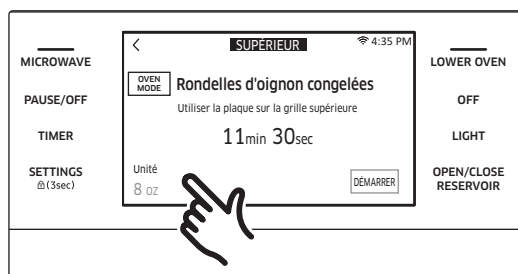 MICROWAVE
PAUSE/OFF
TIMER
SETTINGS
(3sec)
SUPÉRIEUR
4:35 PM
OVEN
MODE
Rondelles d'oignon congelées
Utiliser la plaque sur la grille supérieure
11min 30sec
Unité
8 oz
DÉMARRER
LOWER OVEN
OFF
LIGHT
OPEN/CLOSE
RESERVOIR